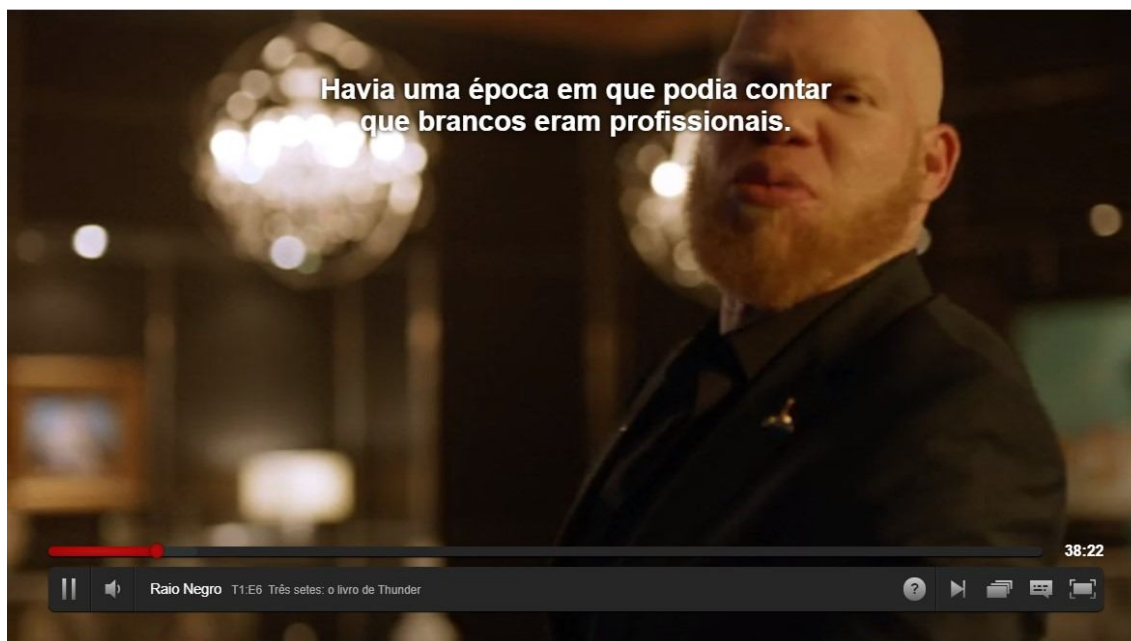 Havia uma época em que podia contar
que brancos eram profissionais.
38:22
Raio Negro T1:E6 Três setes: o livro de Thunder
?